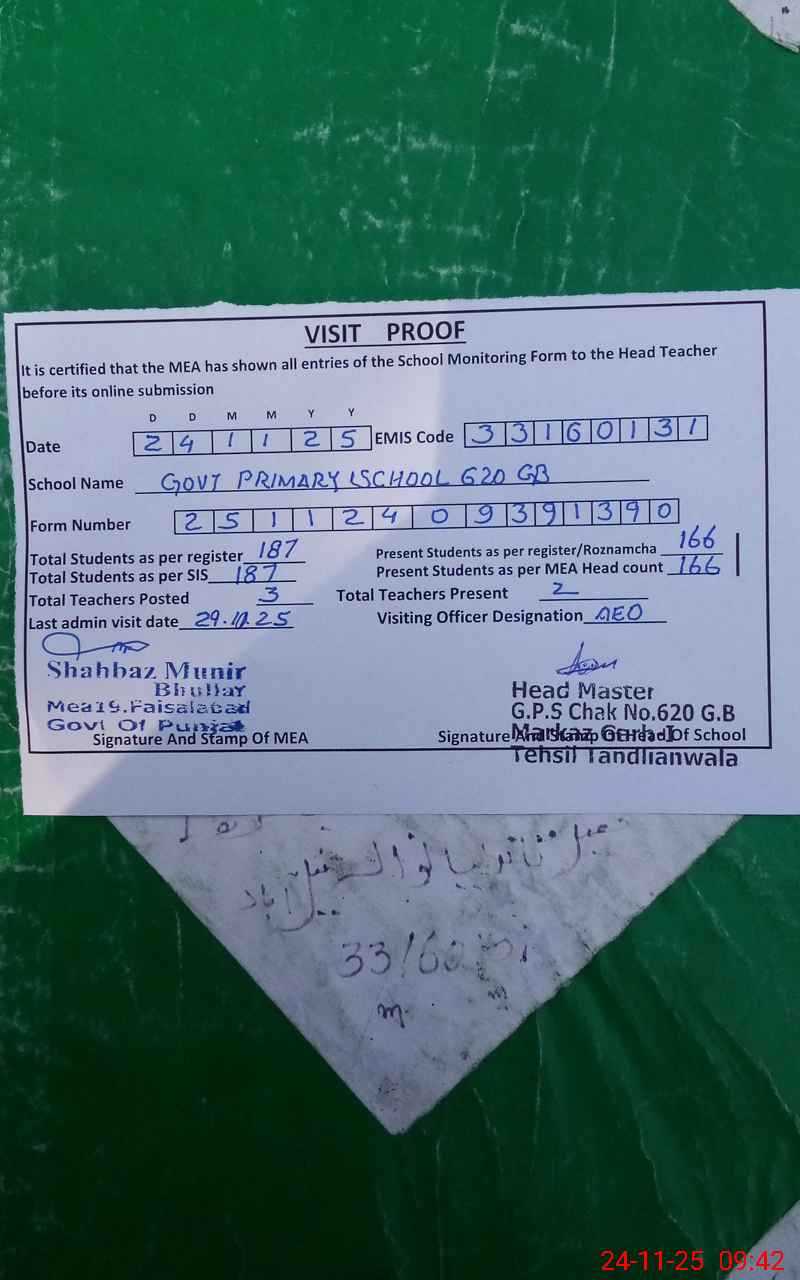 VISIT PROOF
It is certified that the MEA has shown all entries of the School Monitoring Form to the Head Teacher
before its online submission
D D M M Y Y
Date 2 4 1 1 2 5 EMIS Code 3 3 1 6 0 1 3 1
School Name GOVT PRIMARY SCHOOL 620 GB
Form Number 2 5 1 1 2 4 0 9 3 9 1 3 9 0
Total Students as per register 187 Present Students as per register/Roznamcha 166
Total Students as per SIS 187 Present Students as per MEA Head count 166
Total Teachers Posted 3 Total Teachers Present 2
Last admin visit date 29.10.25 Visiting Officer Designation AEO
Shahbaz Munir
Bhullar
Mea19.Faisalabad
Govt Of Punjab
Signature And Stamp Of MEA
Head Master
G.P.S Chak No.620 G.B
Markaz Garh-I
Signature And Stamp Of Head Of School
Tehsil Tandlianwala
24-11-25 09:42